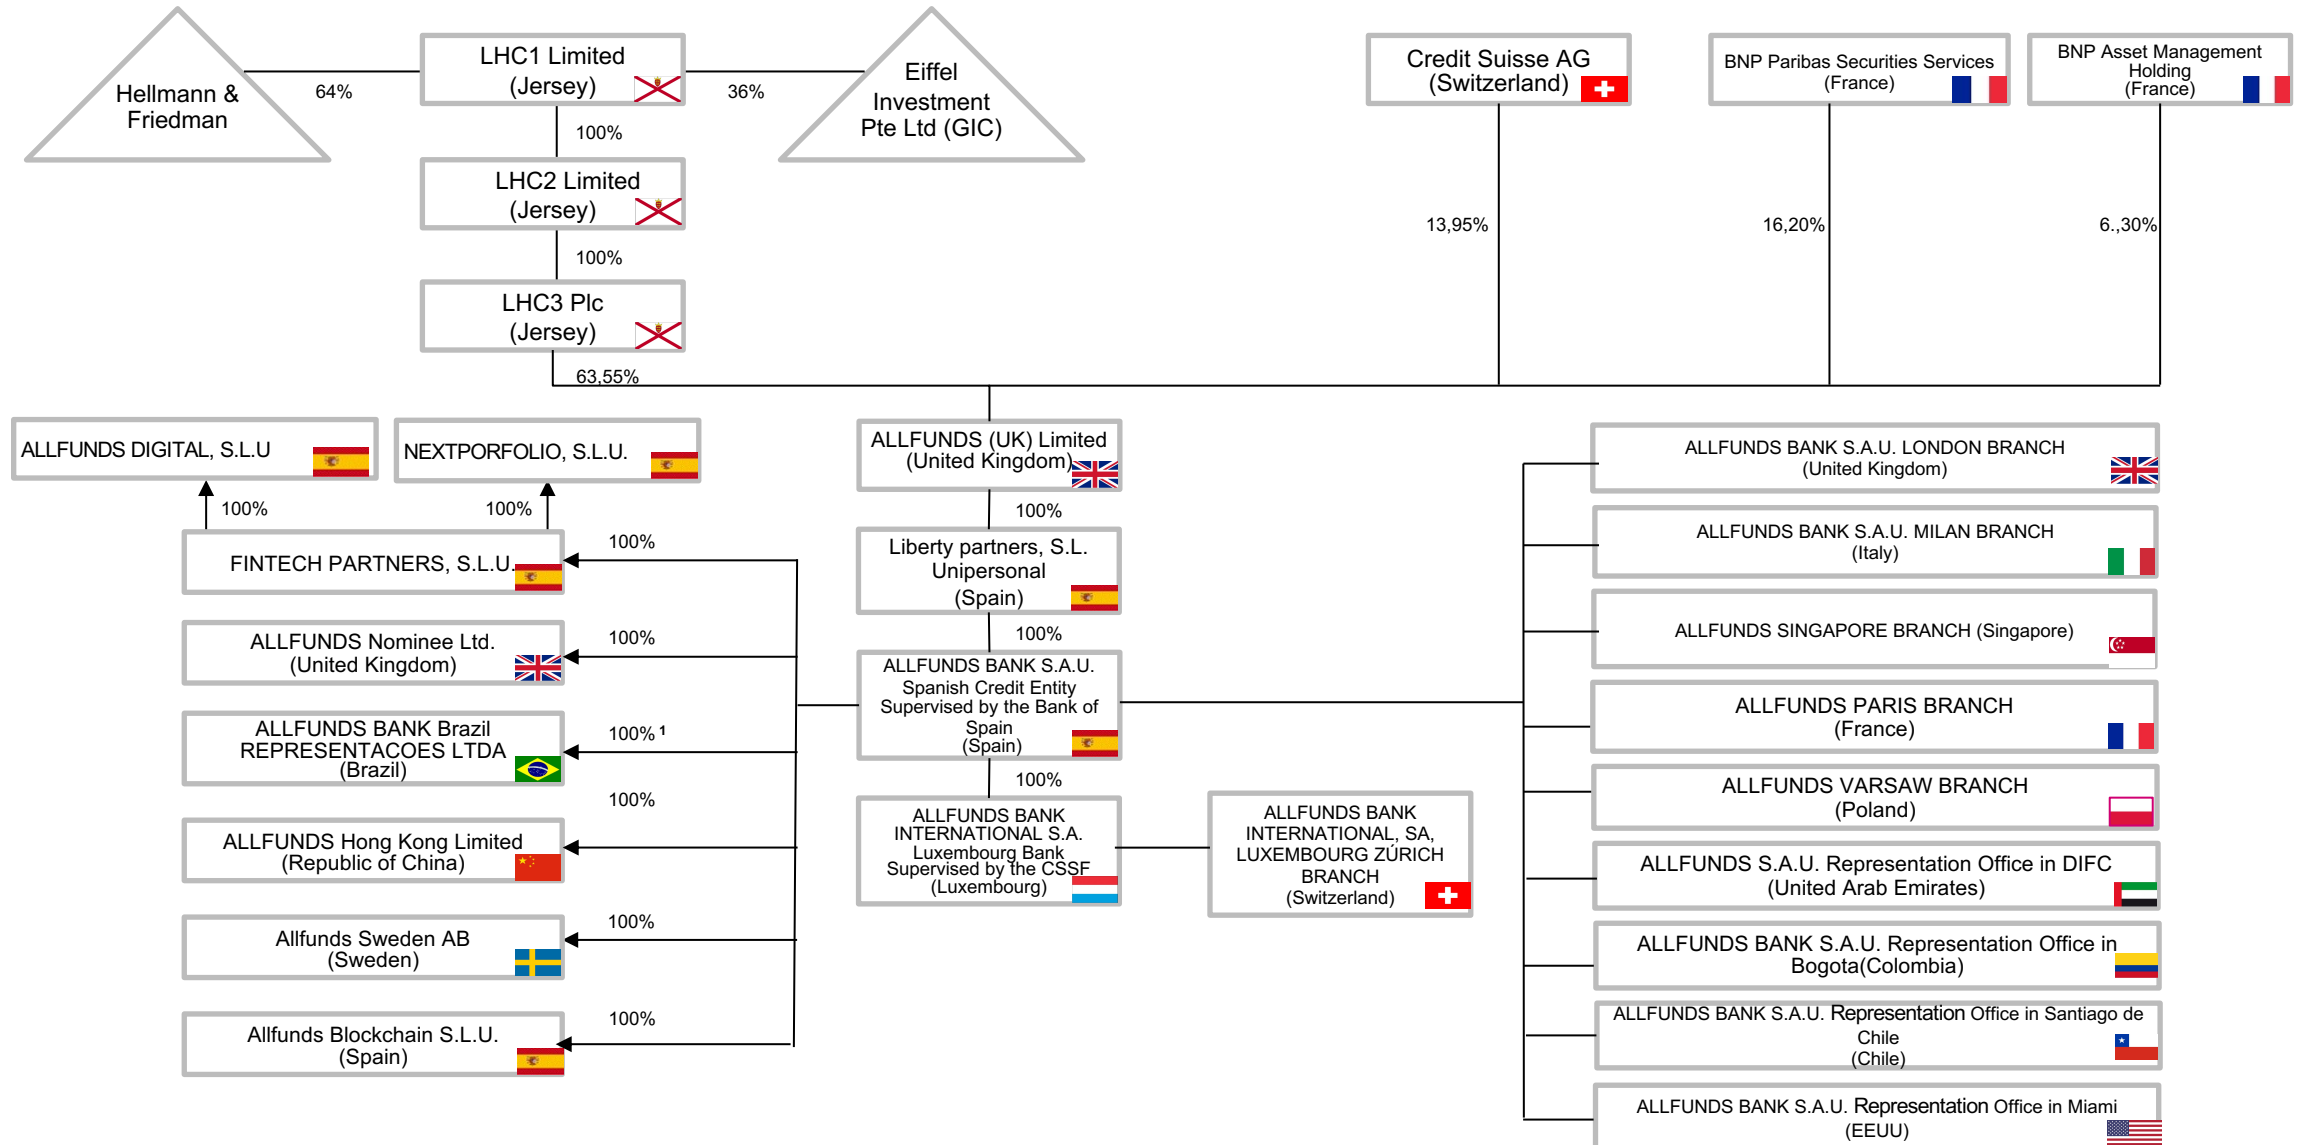 Hellmann &
Friedman
64%
LHC1 Limited
(Jersey)
36%
Eiffel
Investment
Pte Ltd (GIC)
Credit Suisse AG
(Switzerland)
BNP Paribas Securities Services
(France)
BNP Asset Management
Holding
(France)
100%
LHC2 Limited
(Jersey)
100%
LHC3 Plc
(Jersey)
63,55%
13,95%
16,20%
6.,30%
ALLFUNDS DIGITAL, S.L.U
NEXTPORFOLIO, S.L.U.
100%
100%
FINTECH PARTNERS, S.L.U.
100%
ALLFUNDS Nominee Ltd.
(United Kingdom)
100%
ALLFUNDS BANK Brazil
REPRESENTACOES LTDA
(Brazil)
100% ¹
ALLFUNDS Hong Kong Limited
(Republic of China)
100%
Allfunds Sweden AB
(Sweden)
100%
Allfunds Blockchain S.L.U.
(Spain)
100%
ALLFUNDS (UK) Limited
(United Kingdom)
100%
Liberty partners, S.L.
Unipersonal
(Spain)
100%
ALLFUNDS BANK S.A.U.
Spanish Credit Entity
Supervised by the Bank of
Spain
(Spain)
100%
ALLFUNDS BANK
INTERNATIONAL S.A.
Luxembourg Bank
Supervised by the CSSF
(Luxembourg)
ALLFUNDS BANK
INTERNATIONAL, SA,
LUXEMBOURG ZÚRICH
BRANCH
(Switzerland)
ALLFUNDS BANK S.A.U. LONDON BRANCH
(United Kingdom)
ALLFUNDS BANK S.A.U. MILAN BRANCH
(Italy)
ALLFUNDS SINGAPORE BRANCH (Singapore)
ALLFUNDS PARIS BRANCH
(France)
ALLFUNDS VARSAW BRANCH
(Poland)
ALLFUNDS S.A.U. Representation Office in DIFC
(United Arab Emirates)
ALLFUNDS BANK S.A.U. Representation Office in
Bogota(Colombia)
ALLFUNDS BANK S.A.U. Representation Office in Santiago de
Chile
(Chile)
ALLFUNDS BANK S.A.U. Representation Office in Miami
(EEUU)